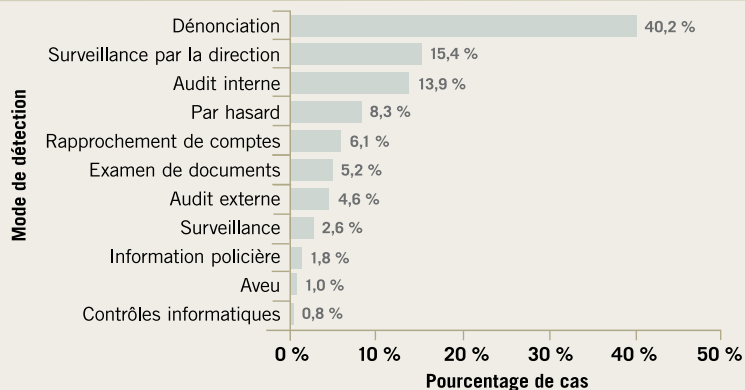 Dénonciation 40,2 %
Surveillance par la direction 15,4 %
Audit interne 13,9 %
Par hasard 8,3 %
Rapprochement de comptes 6,1 %
Examen de documents 5,2 %
Audit externe 4,6 %
Surveillance 2,6 %
Information policière 1,8 %
Aveu 1,0 %
Contrôles informatiques 0,8 %
Mode de détection
0 % 10 % 20 % 30 % 40 % 50 %
Pourcentage de cas